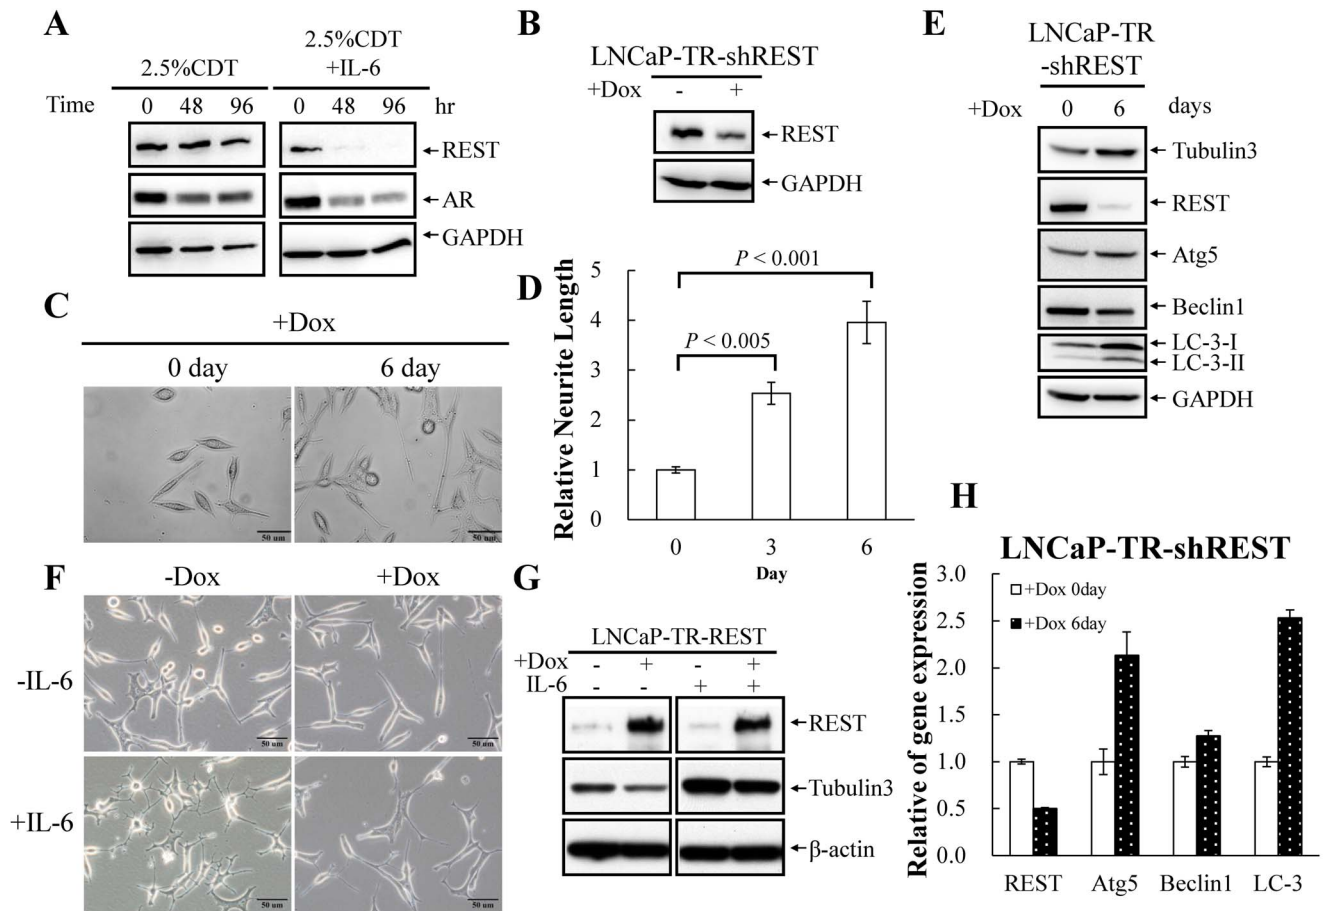 A
2.5%CDT
2.5%CDT
+IL-6
Time 0 48 96 0 48 96 hr
REST
AR
GAPDH
B
LNCaP-TR-shREST
+Dox - +
REST
GAPDH
C
+Dox
0 day 6 day
50 um 50 um
D
Relative Neurite Length
5
4
3
2
1
0
P < 0.001
P < 0.005
0 3 6
Day
E
LNCaP-TR
-shREST
+Dox 0 6 days
Tubulin3
REST
Atg5
Beclin1
LC-3-I
LC-3-II
GAPDH
F
-Dox +Dox
-IL-6
50 um 50 um
+IL-6
50 um 50 um
G
LNCaP-TR-REST
+Dox - + - +
IL-6 - - + +
REST
Tubulin3
β-actin
H
LNCaP-TR-shREST
Relative of gene expression
3.0
2.5
2.0
1.5
1.0
0.5
0.0
+Dox 0day
+Dox 6day
REST Atg5 Beclin1 LC-3